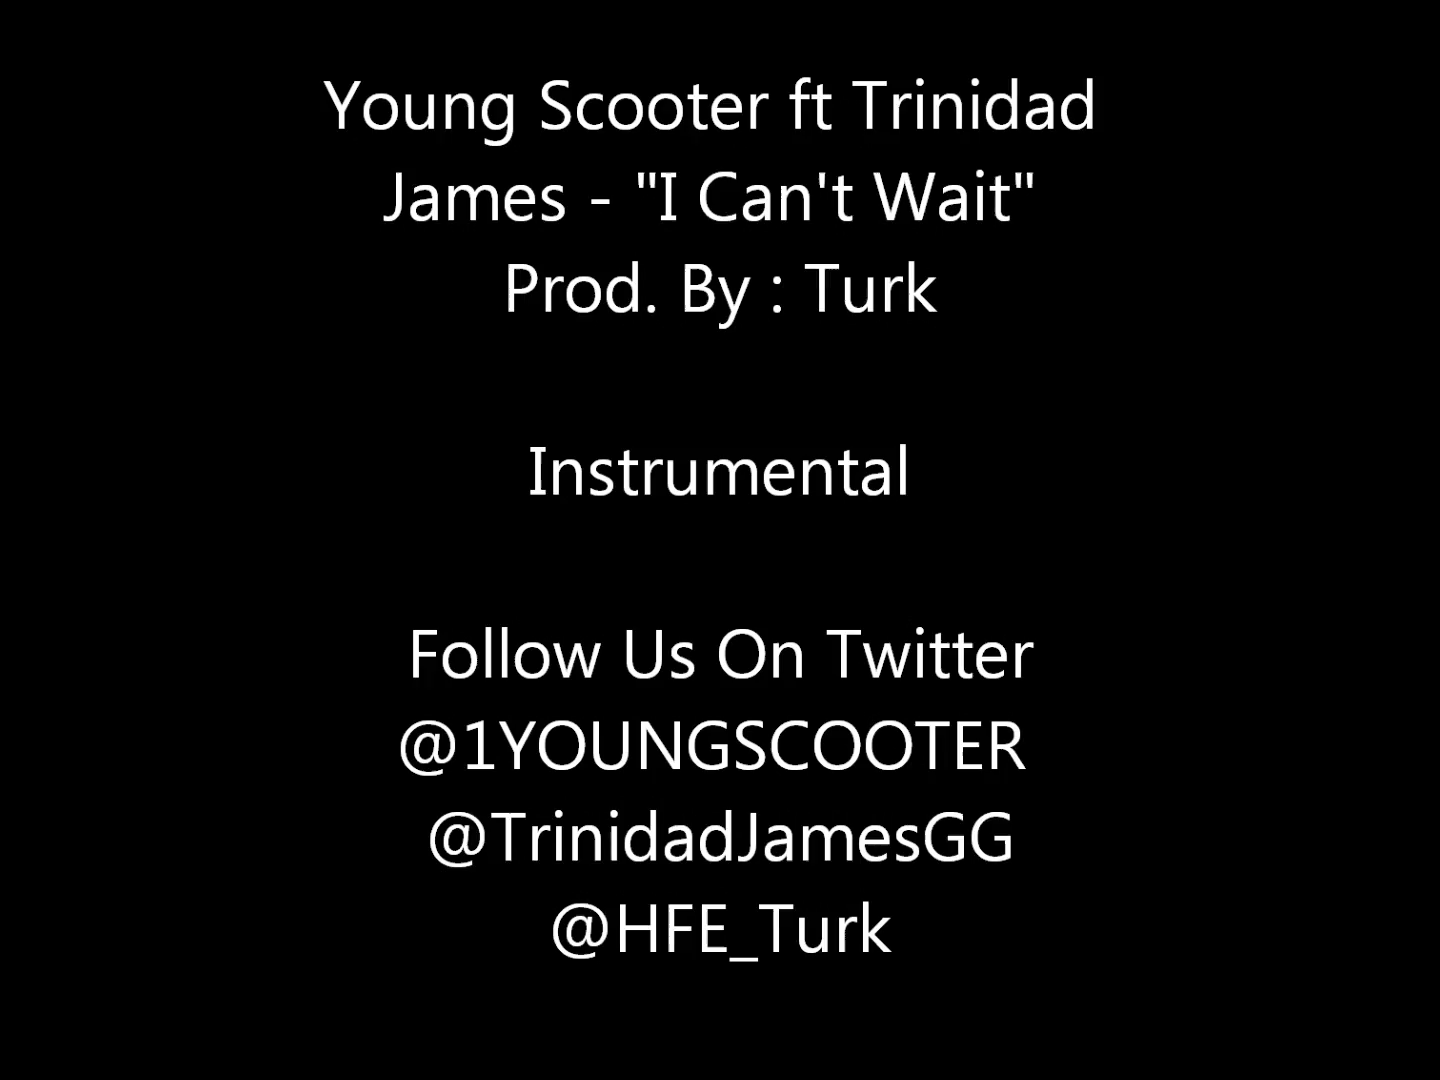 Young Scooter ft Trinidad
James - "I Can't Wait"
Prod. By : Turk
Instrumental
Follow Us On Twitter
@1YOUNGSCOOTER
@TrinidadJamesGG
@HFE_Turk